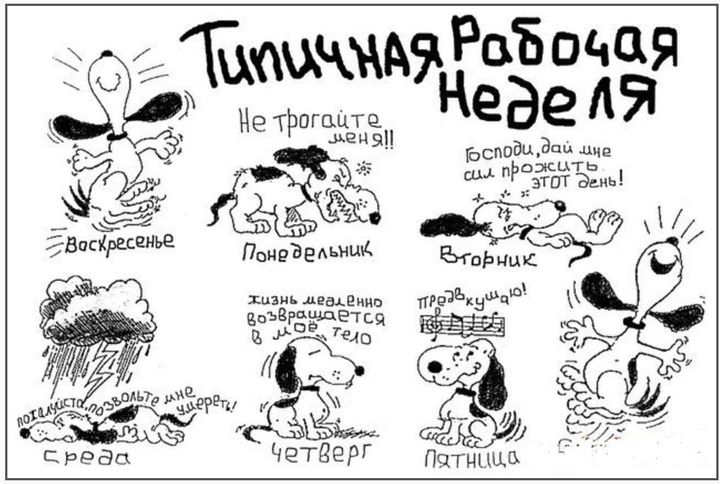 Типичная Рабочая
Неделя
Воскресенье
Не трогайте
меня!!
Понедельник
Господи, дай мне
сил прожить
этот день!
Вторник
пожалуйста, позвольте мне умереть!
среда
жизнь медленно
возвращается
в моё тело
четверг
предвкушаю!
пятница